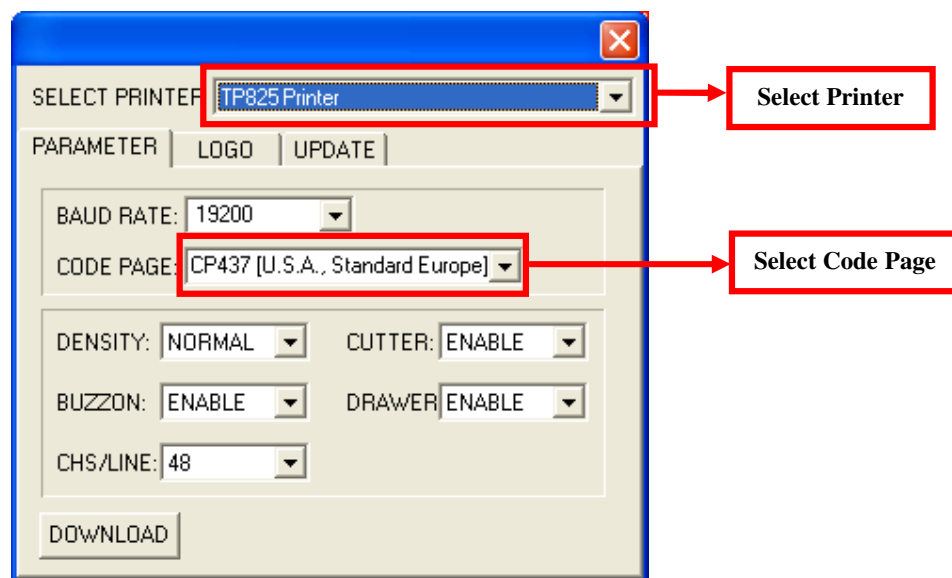 SELECT PRINTER TP825 Printer
Select Printer
PARAMETER LOGO UPDATE
BAUD RATE: 19200
CODE PAGE: CP437 [U.S.A., Standard Europe]
Select Code Page
DENSITY: NORMAL CUTTER: ENABLE
BUZZON: ENABLE DRAWER ENABLE
CHS/LINE: 48
DOWNLOAD